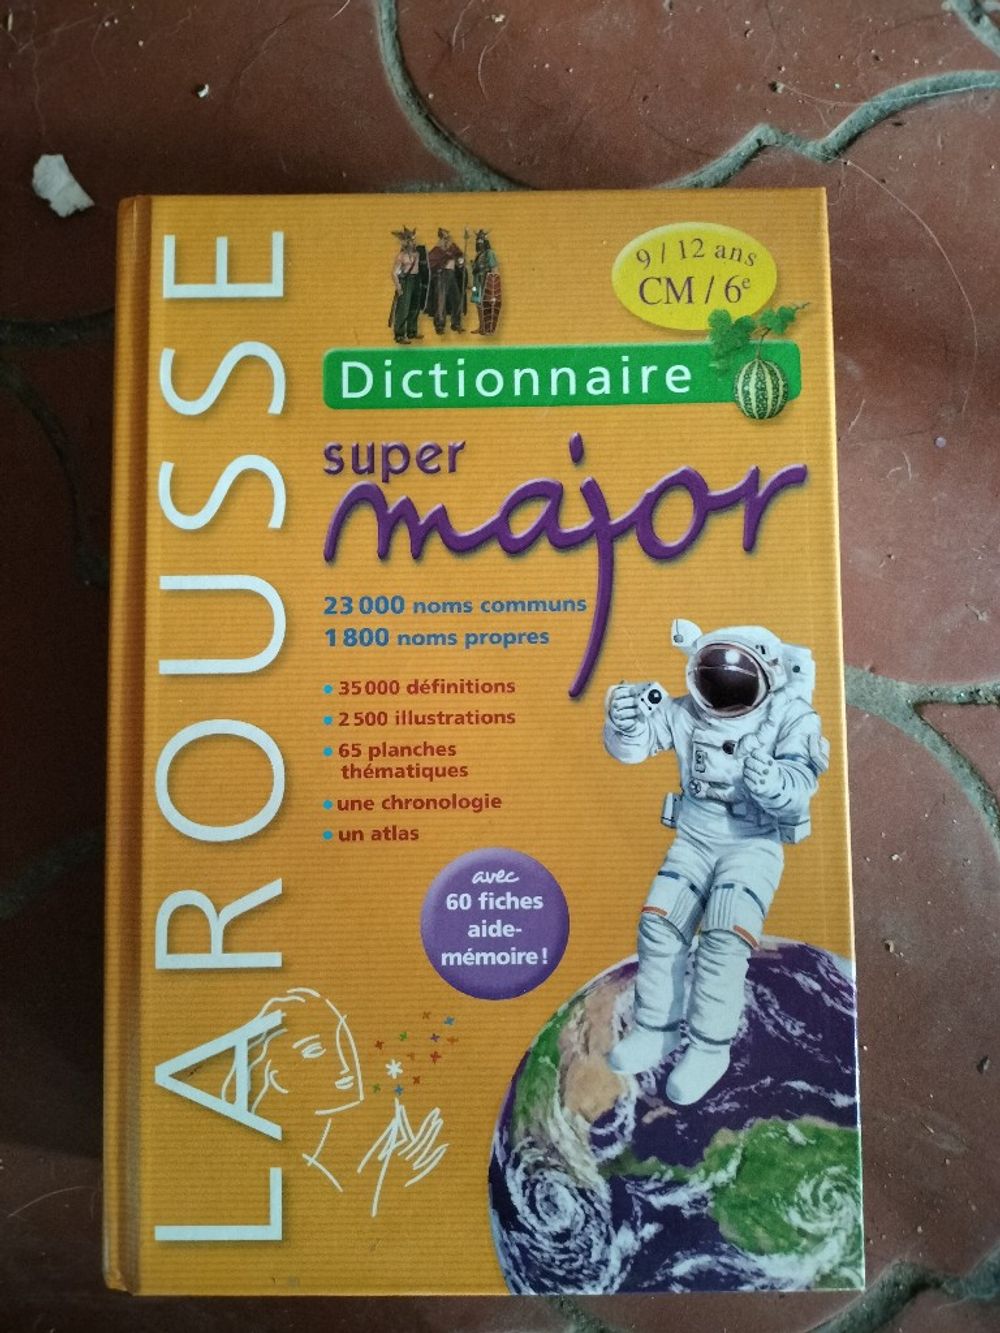 LAROUSSE
9 / 12 ans
CM / 6e
Dictionnaire
super
major
23 000 noms communs
1 800 noms propres
• 35 000 définitions
• 2 500 illustrations
• 65 planches
thématiques
• une chronologie
• un atlas
avec
60 fiches
aide-
mémoire !